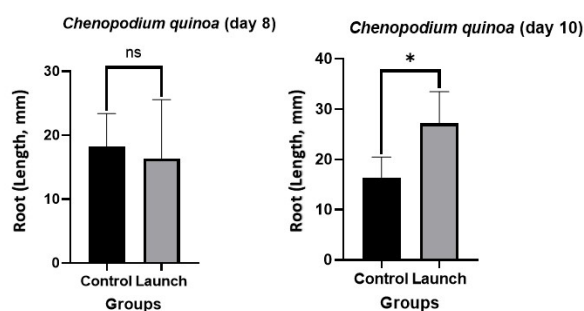 Chenopodium quinoa (day 8)
ns
30
20
10
0
Root (Length, mm)
Control Launch
Groups
Chenopodium quinoa (day 10)
*
40
30
20
10
0
Root (Length, mm)
Control Launch
Groups